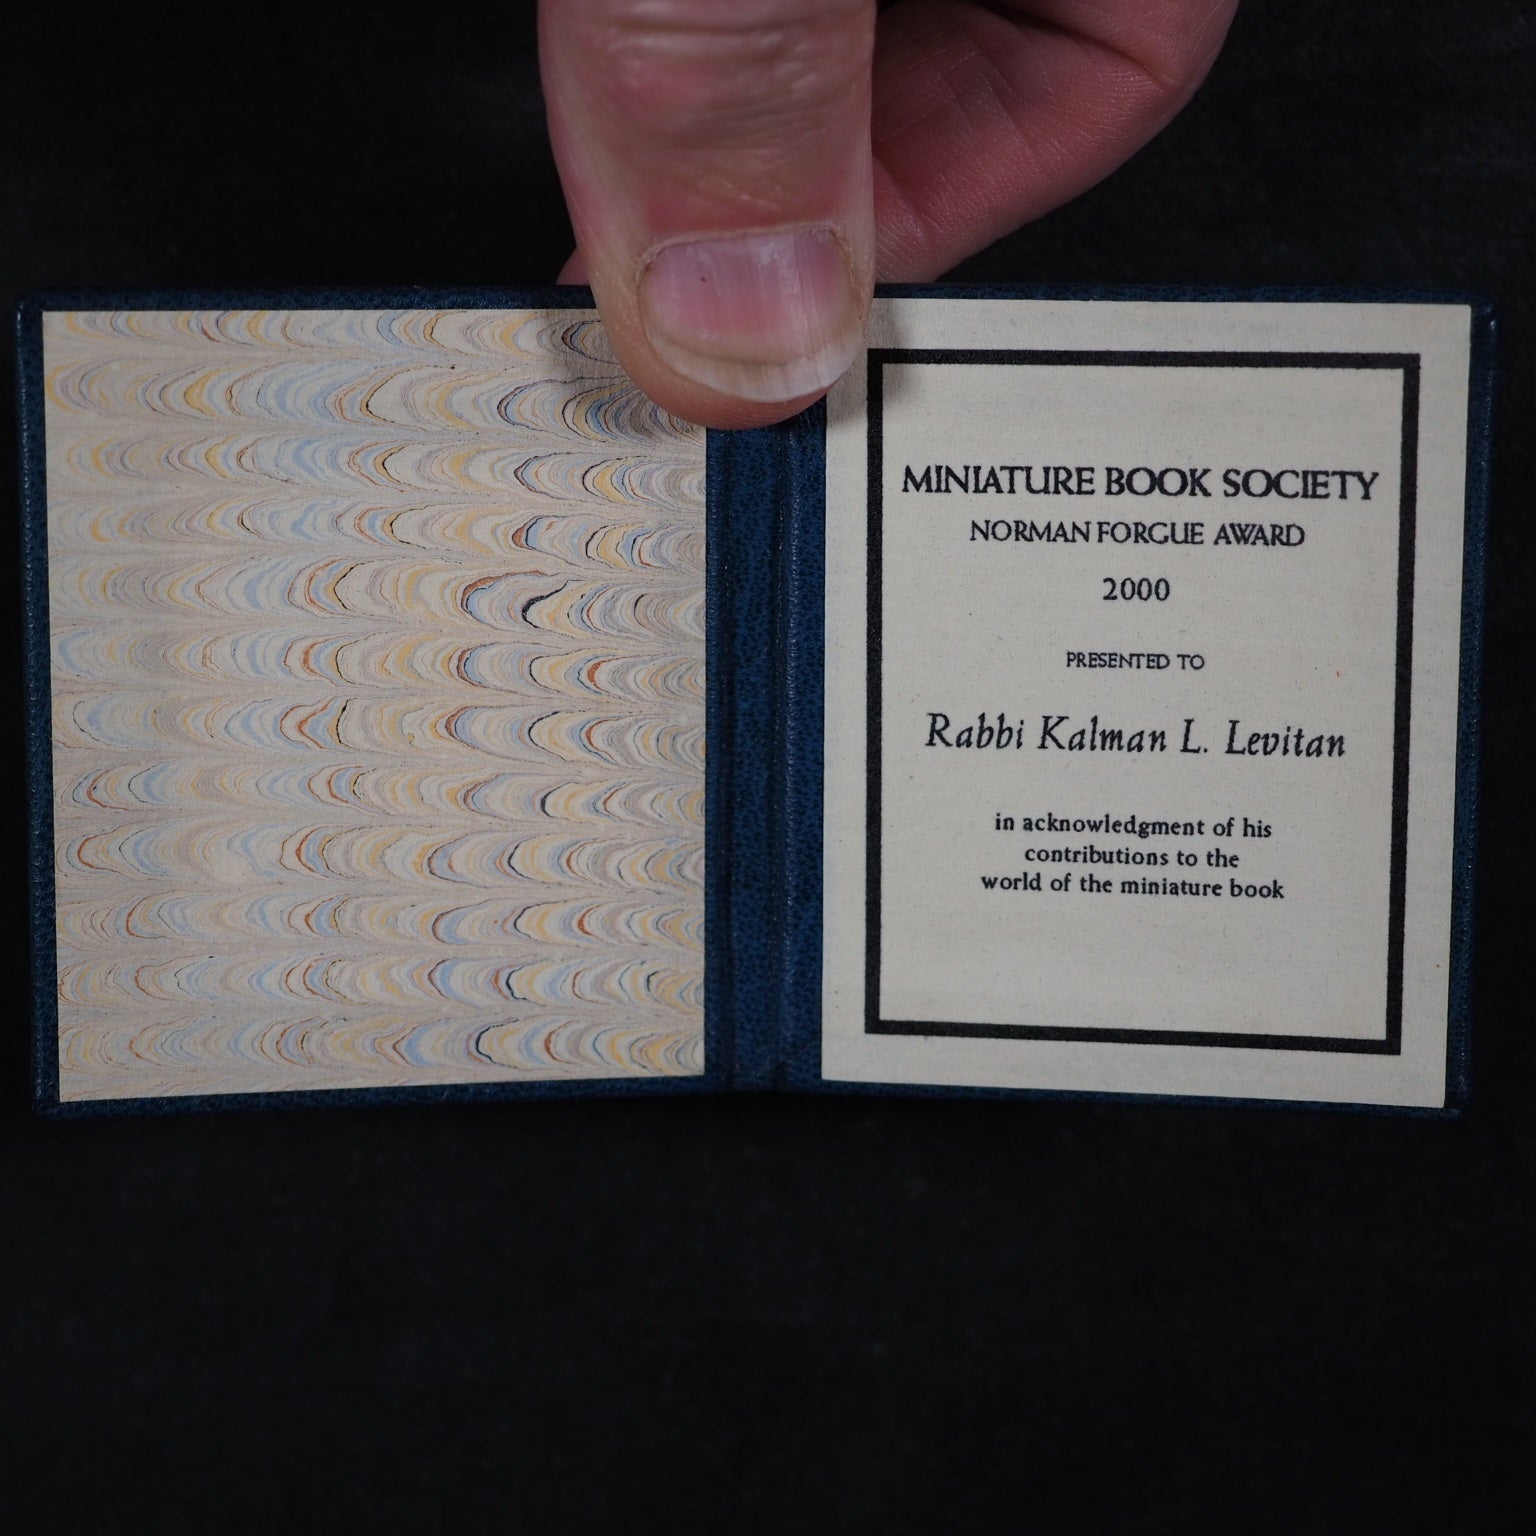 MINIATURE BOOK SOCIETY
NORMAN FORGUE AWARD
2000
PRESENTED TO
Rabbi Kalman L. Levitan
in acknowledgment of his
contributions to the
world of the miniature book